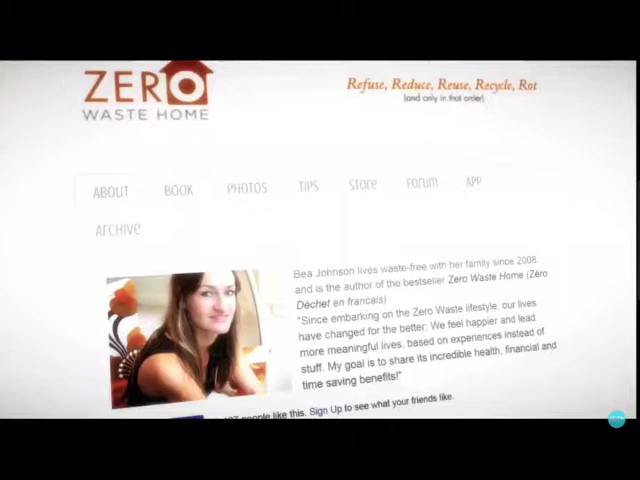 ZERO
WASTE HOME
Refuse, Reduce, Reuse, Recycle, Rot
(and only in that order)
ABOUT BOOK PHOTOS TIPS STORE FORUM APP
ARCHIVE
Bea Johnson lives waste-free with her family since 2008
and is the author of the bestseller Zero Waste Home (Zéro
Déchet en francais)
"Since embarking on the Zero Waste lifestyle, our lives
have changed for the better: We feel happier and lead
more meaningful lives, based on experiences instead of
stuff. My goal is to share its incredible health, financial and
time saving benefits!"
people like this. Sign Up to see what your friends like.